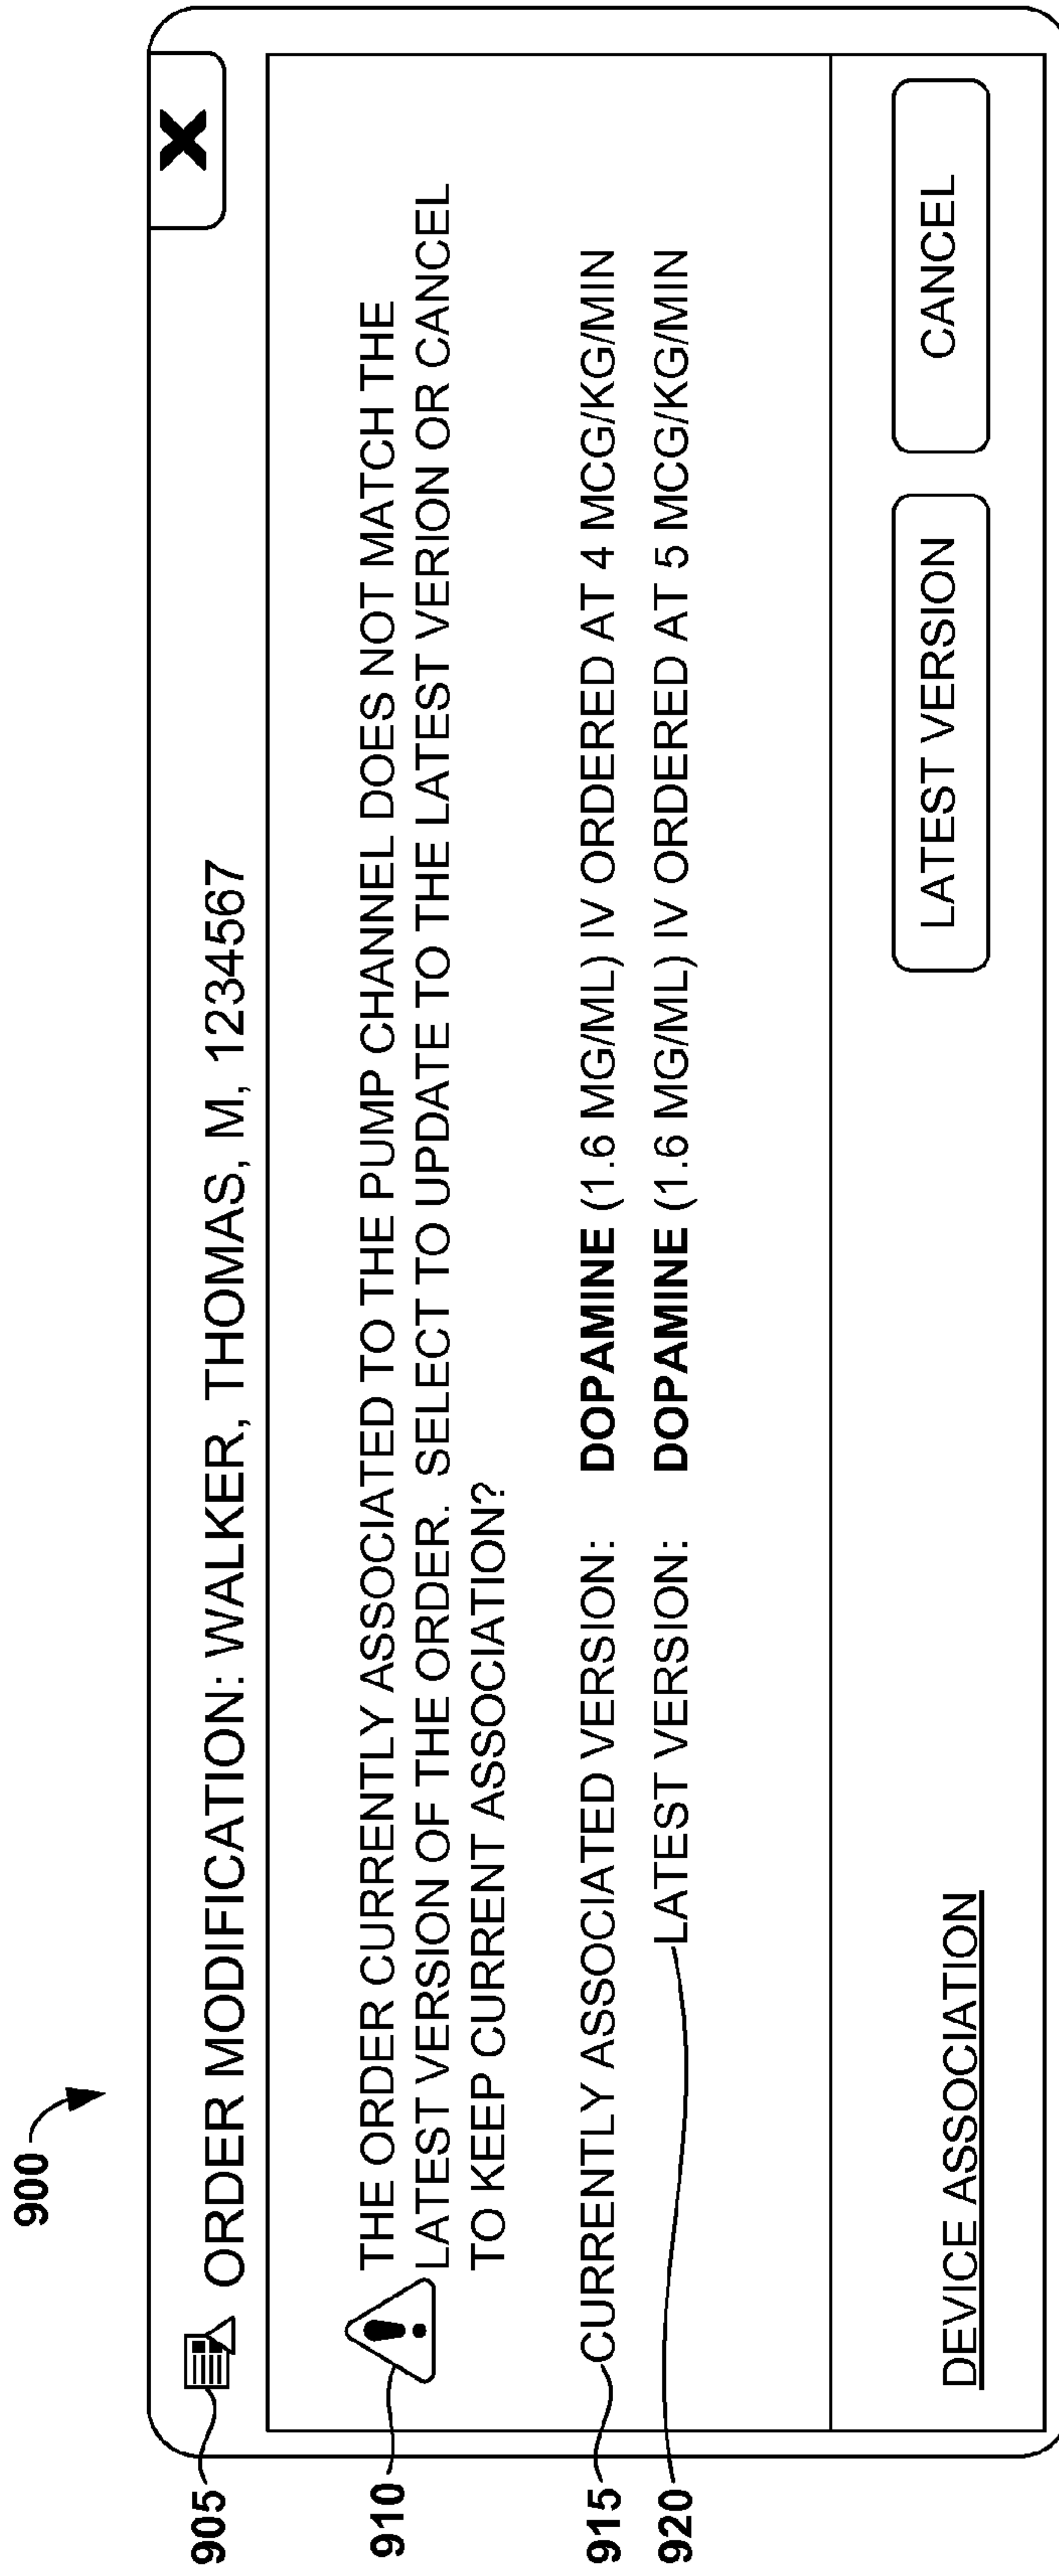 900
905
ORDER MODIFICATION: WALKER, THOMAS, M, 1234567
X
910
THE ORDER CURRENTLY ASSOCIATED TO THE PUMP CHANNEL DOES NOT MATCH THE
LATEST VERSION OF THE ORDER. SELECT TO UPDATE TO THE LATEST VERION OR CANCEL
TO KEEP CURRENT ASSOCIATION?
915
CURRENTLY ASSOCIATED VERSION: DOPAMINE (1.6 MG/ML) IV ORDERED AT 4 MCG/KG/MIN
920
LATEST VERSION: DOPAMINE (1.6 MG/ML) IV ORDERED AT 5 MCG/KG/MIN
DEVICE ASSOCIATION
LATEST VERSION
CANCEL